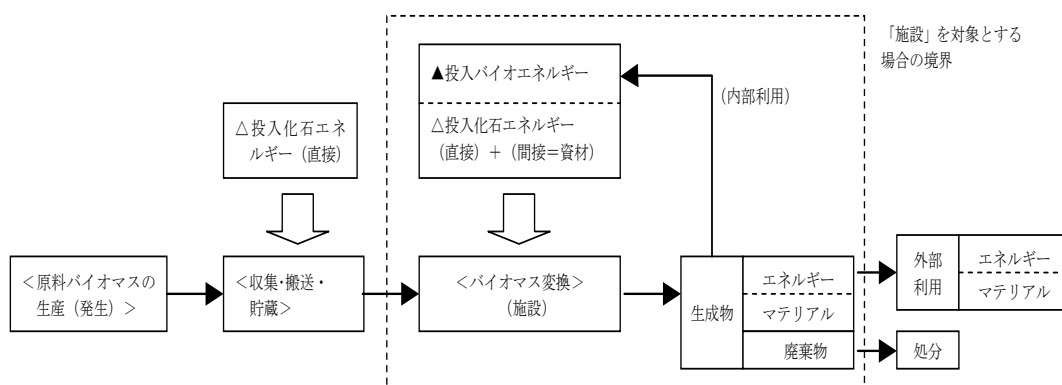 「施設」を対象とする
場合の境界
▲投入バイオエネルギー
(内部利用)
△投入化石エネ
ルギー(直接)
△投入化石エネルギー
(直接)+(間接=資材)
<原料バイオマスの
生産(発生)>
<収集・搬送・
貯蔵>
<バイオマス変換>
(施設)
生成物
エネルギー
マテリアル
廃棄物
外部
利用
エネルギー
マテリアル
処分